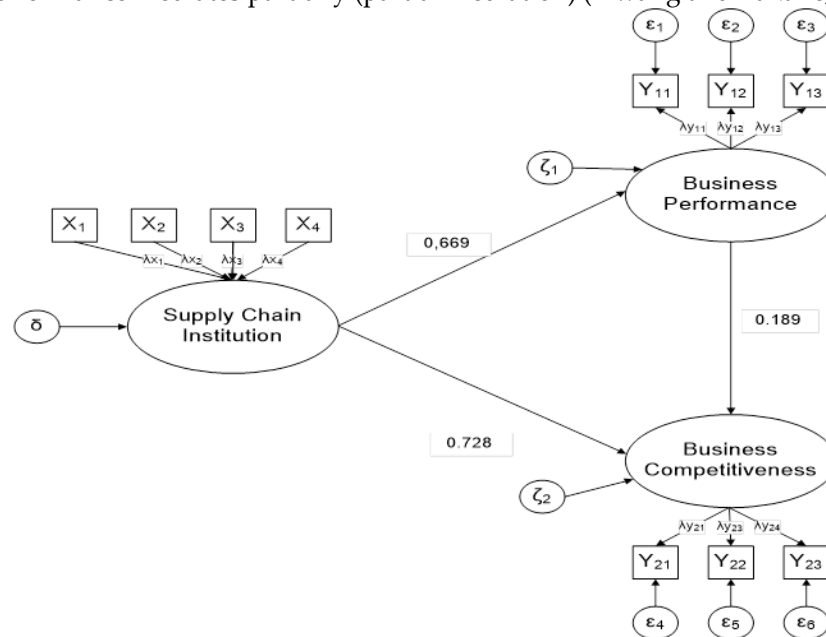 ε1 ε2 ε3
Y11 Y12 Y13
λy11 λy12 λy13
ζ1
Business
Performance
X1 X2 X3 X4
0,669
λx1 λx2 λx3 λx4
Supply Chain
Institution
δ
0.189
0.728
Business
Competitiveness
ζ2
λy21 λy23 λy24
Y21 Y22 Y23
ε4 ε5 ε6